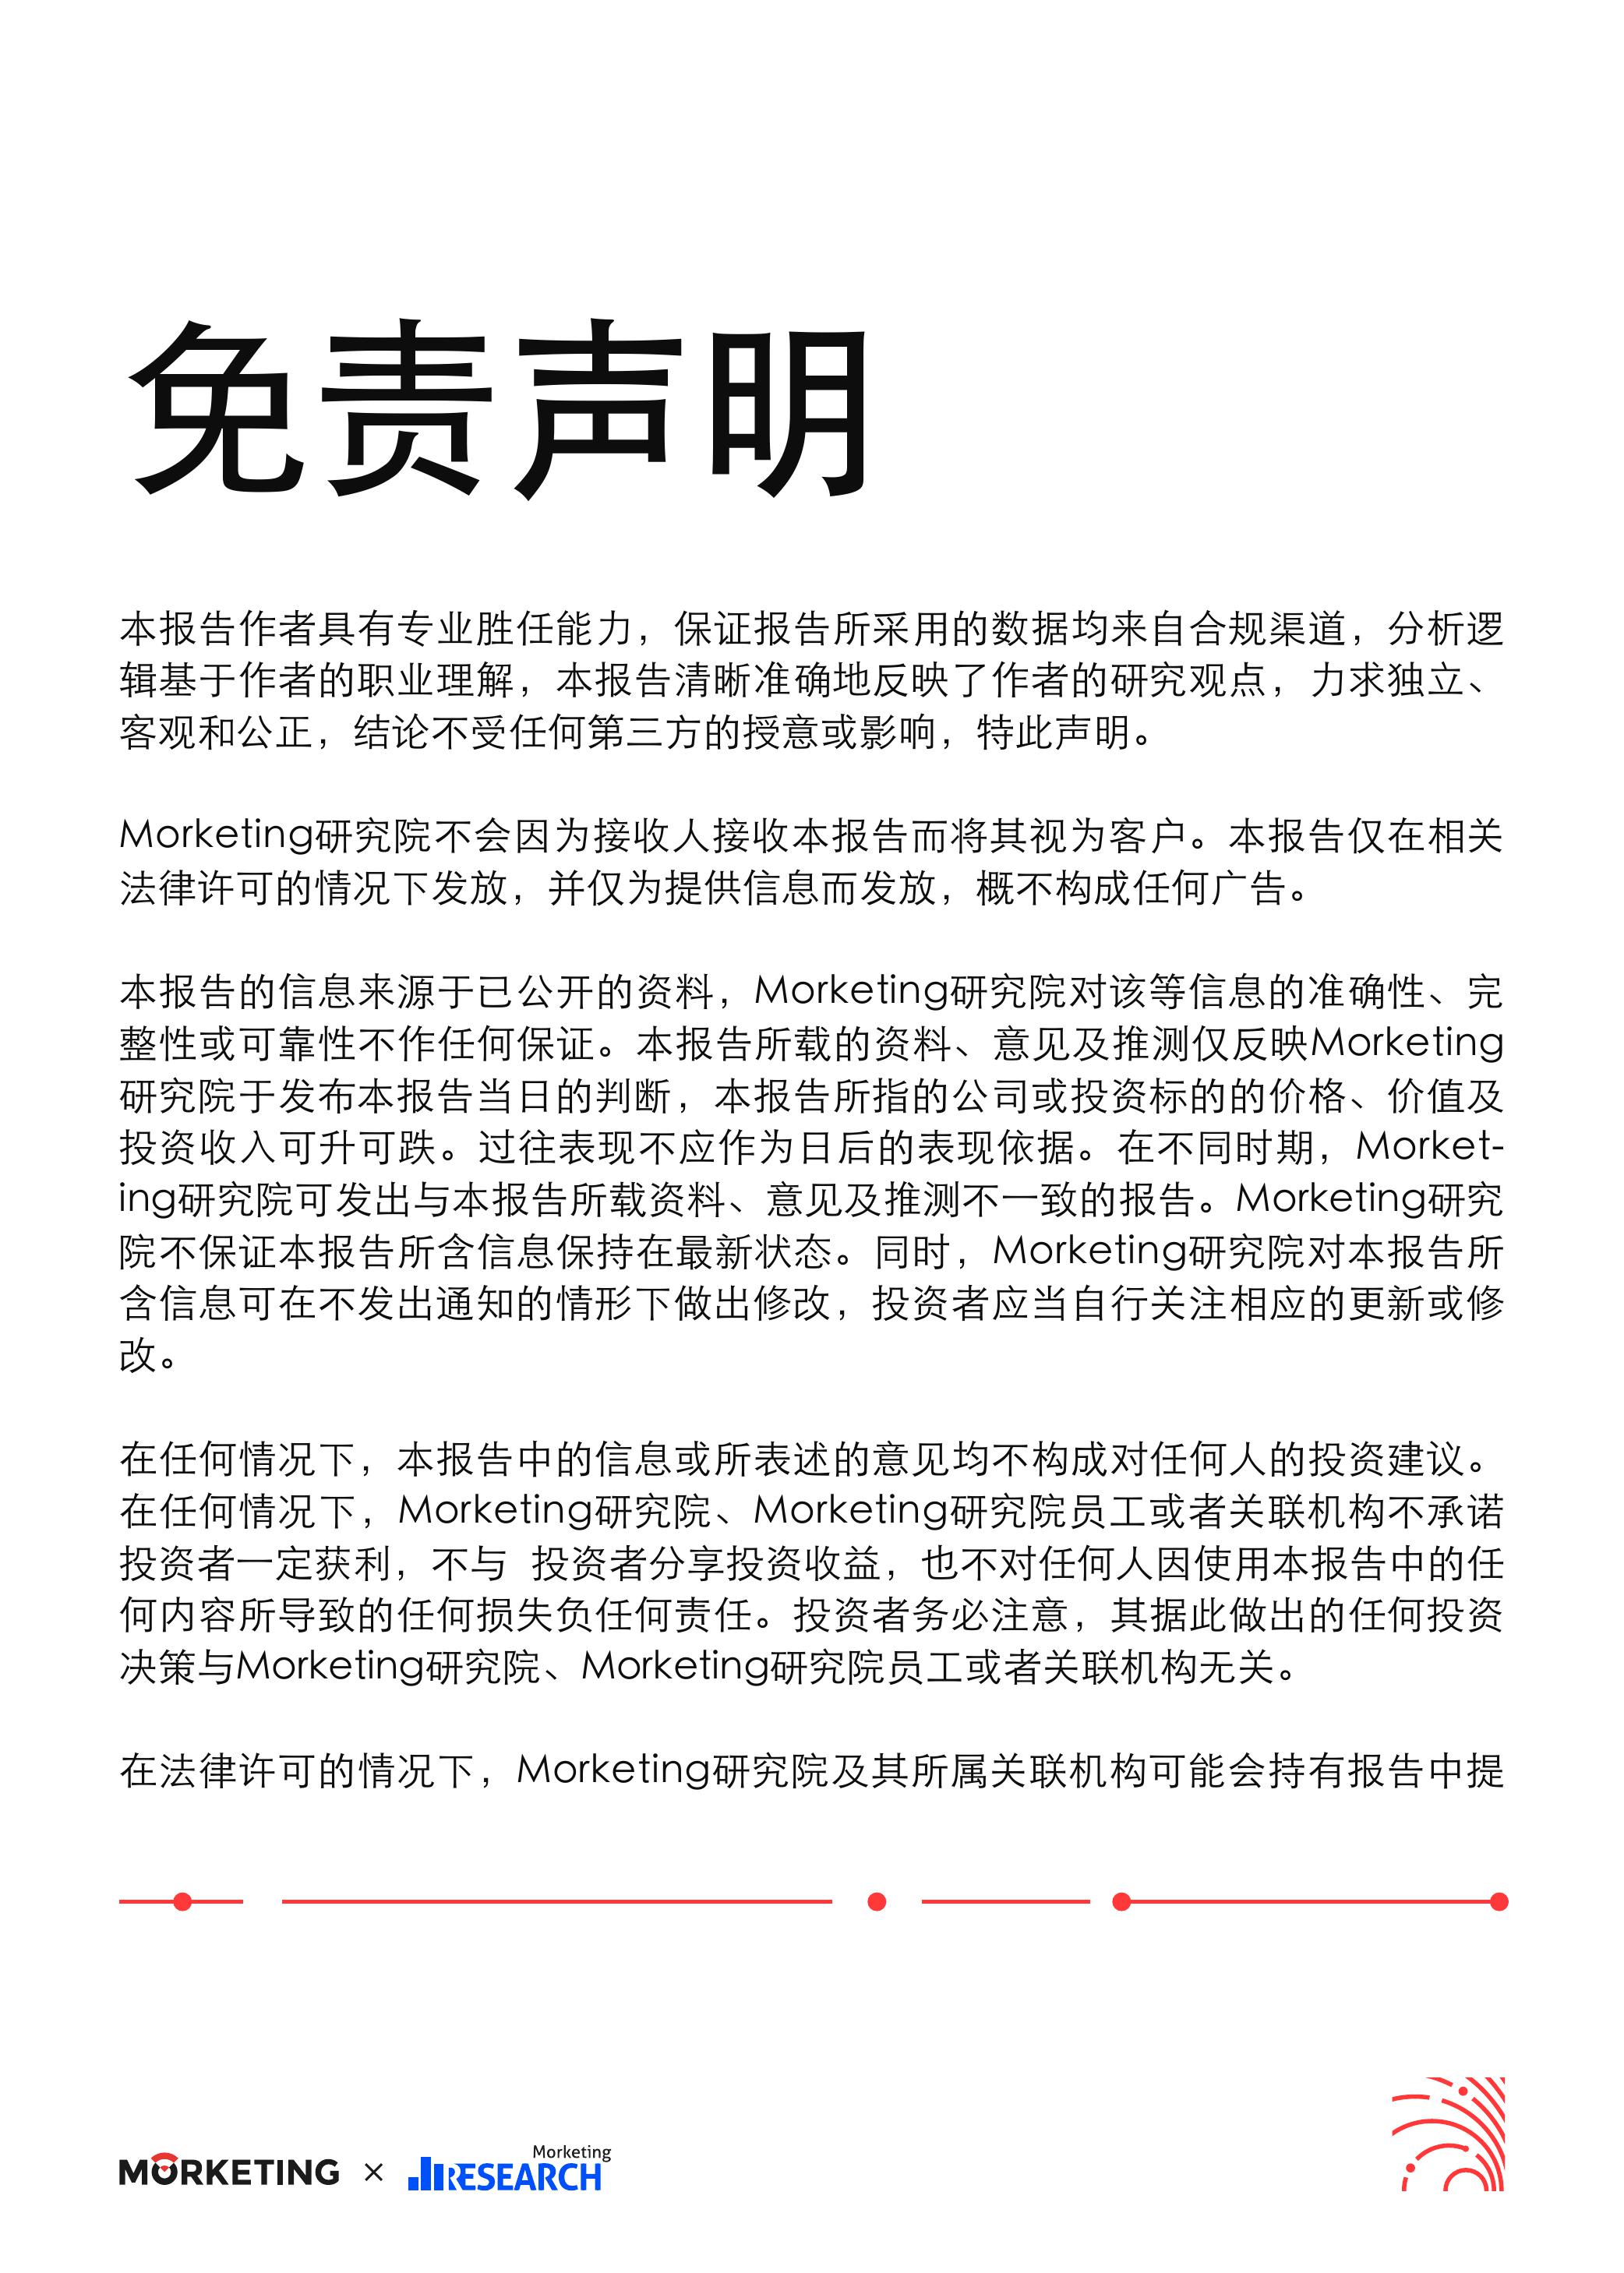 免责声明
本报告作者具有专业胜任能力，保证报告所采用的数据均来自合规渠道，分析逻
辑基于作者的职业理解，本报告清晰准确地反映了作者的研究观点，力求独立、
客观和公正，结论不受任何第三方的授意或影响，特此声明。
Morketing研究院不会因为接收人接收本报告而将其视为客户。本报告仅在相关
法律许可的情况下发放，并仅为提供信息而发放，概不构成任何广告。
本报告的信息来源于已公开的资料，Morketing研究院对该等信息的准确性、完
整性或可靠性不作任何保证。本报告所载的资料、意见及推测仅反映Morketing
研究院于发布本报告当日的判断，本报告所指的公司或投资标的的价格、价值及
投资收入可升可跌。过往表现不应作为日后的表现依据。在不同时期，Market-
ing研究院可发出与本报告所载资料、意见及推测不一致的报告。Morketing研究
院不保证本报告所含信息保持在最新状态。同时，Morketing研究院对本报告所
含信息可在不发出通知的情形下做出修改，投资者应当自行关注相应的更新或修
改。
在任何情况下，本报告中的信息或所表述的意见均不构成对任何人的投资建议。
在任何情况下，Morketing研究院、Morketing研究院员工或者关联机构不承诺
投资者一定获利，不与 投资者分享投资收益，也不对任何人因使用本报告中的任
何内容所导致的任何损失负任何责任。投资者务必注意，其据此做出的任何投资
决策与Morketing研究院、Morketing研究院员工或者关联机构无关。
在法律许可的情况下，Morketing研究院及其所属关联机构可能会持有报告中提
MORKETING × Morketing RESEARCH